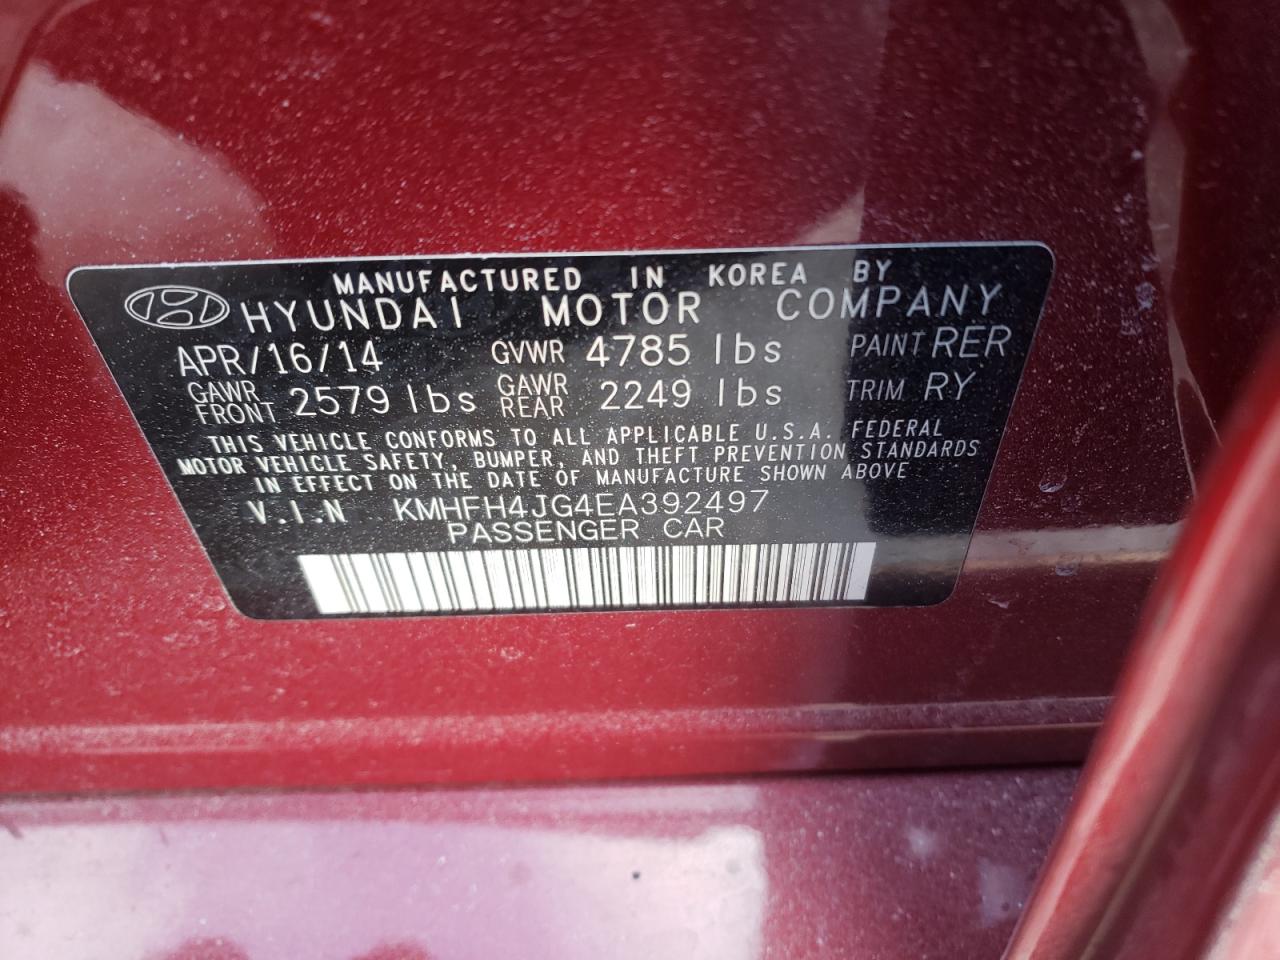 MANUFACTURED IN KOREA BY
HYUNDAI MOTOR COMPANY
APR/16/14 GVWR 4785 lbs PAINT RER
GAWR FRONT 2579 lbs GAWR REAR 2249 lbs TRIM RY
THIS VEHICLE CONFORMS TO ALL APPLICABLE U.S.A. FEDERAL
MOTOR VEHICLE SAFETY, BUMPER, AND THEFT PREVENTION STANDARDS
IN EFFECT ON THE DATE OF MANUFACTURE SHOWN ABOVE
V.I.N KMHFH4JG4EA392497
PASSENGER CAR